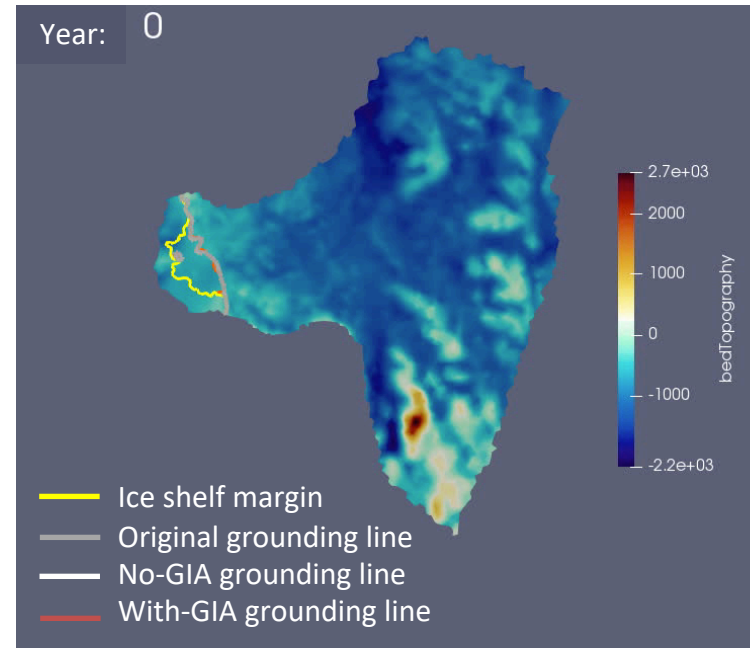 Year: 0
2.7e+03
2000
1000
0
-1000
-2.2e+03
bedTopography
Ice shelf margin
Original grounding line
No-GIA grounding line
With-GIA grounding line